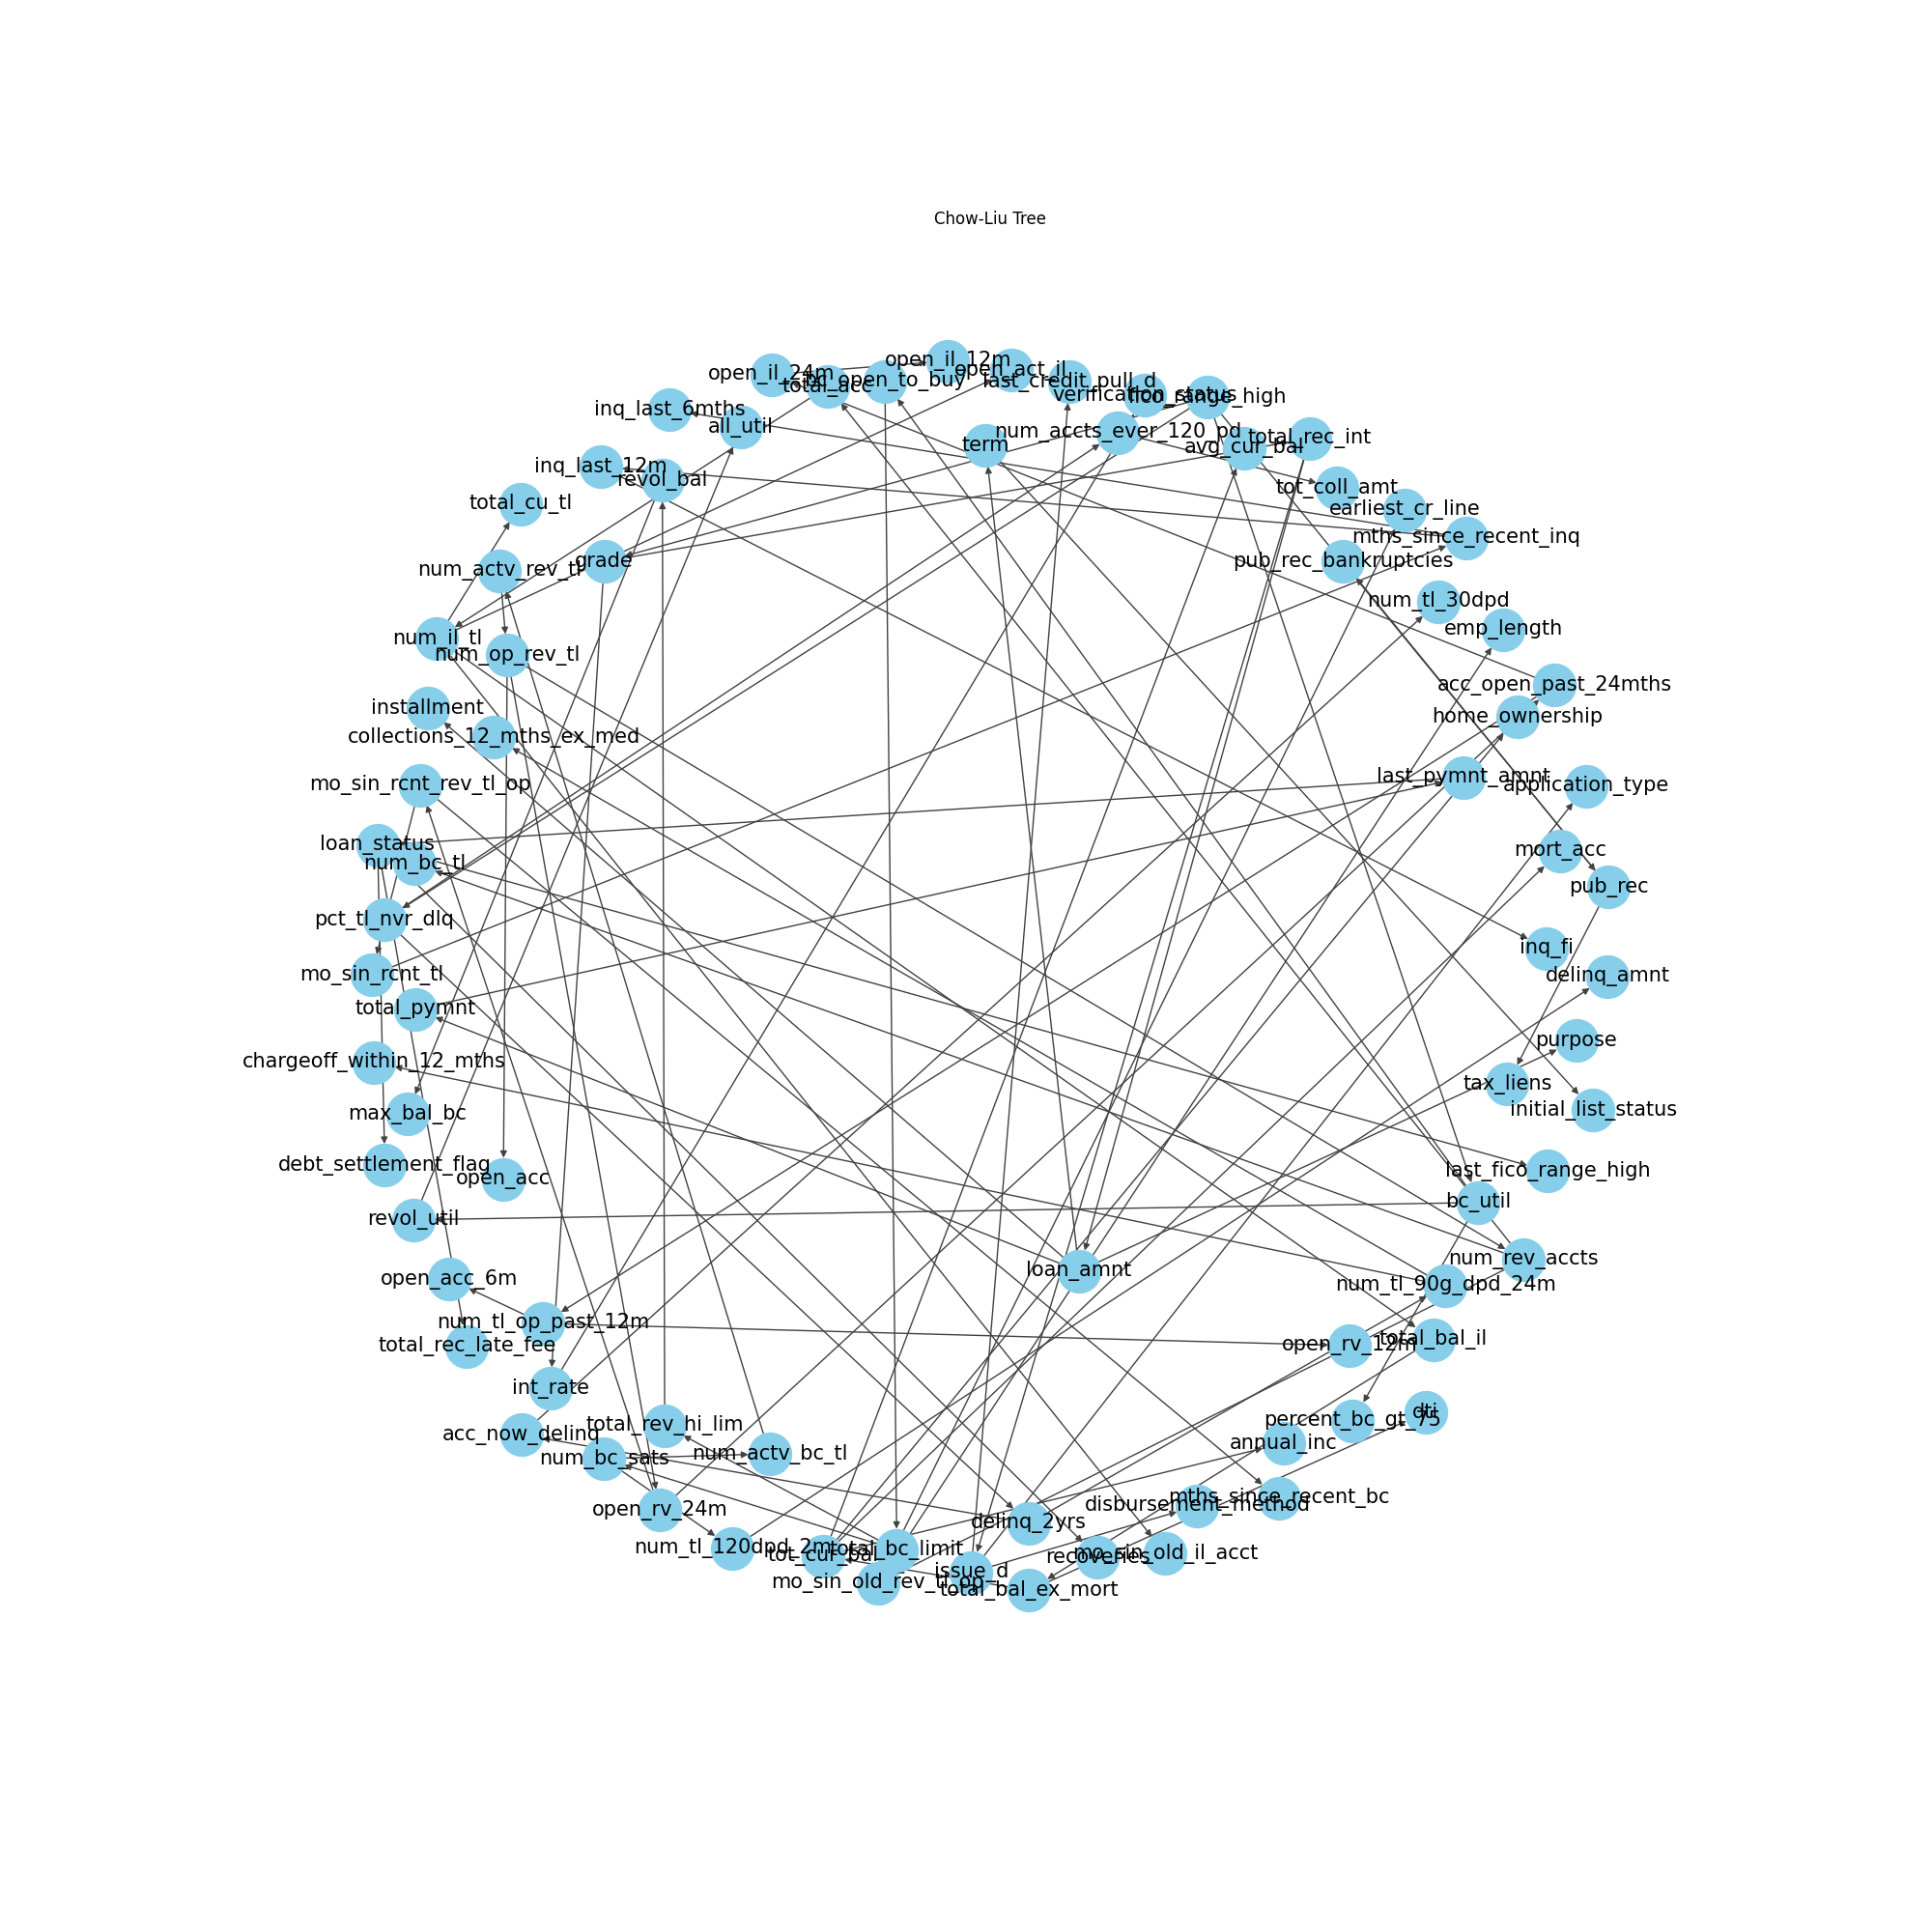 Chow-Liu Tree
open_il_12m
open_act_il
open_il_24m
bc_open_to_buy
last_credit_pull_d
total_acc
verification_status
fico_range_high
inq_last_6mths
all_util
num_accts_ever_120_pd
total_rec_int
term
avg_cur_bal
inq_last_12m
revol_bal
tot_coll_amt
total_cu_tl
earliest_cr_line
mths_since_recent_inq
grade
pub_rec_bankruptcies
num_actv_rev_tl
num_tl_30dpd
emp_length
num_il_tl
num_op_rev_tl
acc_open_past_24mths
installment
home_ownership
collections_12_mths_ex_med
last_pymnt_amnt
mo_sin_rcnt_rev_tl_op
application_type
loan_status
mort_acc
num_bc_tl
pub_rec
pct_tl_nvr_dlq
inq_fi
mo_sin_rcnt_tl
delinq_amnt
total_pymnt
purpose
chargeoff_within_12_mths
tax_liens
max_bal_bc
initial_list_status
debt_settlement_flag
last_fico_range_high
open_acc
bc_util
revol_util
num_rev_accts
loan_amnt
open_acc_6m
num_tl_90g_dpd_24m
num_tl_op_past_12m
total_bal_il
total_rec_late_fee
open_rv_12m
int_rate
dti
percent_bc_gt_75
total_rev_hi_lim
acc_now_delinq
annual_inc
num_actv_bc_tl
num_bc_sats
mths_since_recent_bc
disbursement_method
open_rv_24m
delinq_2yrs
num_tl_120dpd_2m
total_bc_limit
tot_cur_bal
recoveries
mo_sin_old_il_acct
issue_d
mo_sin_old_rev_tl_op
total_bal_ex_mort